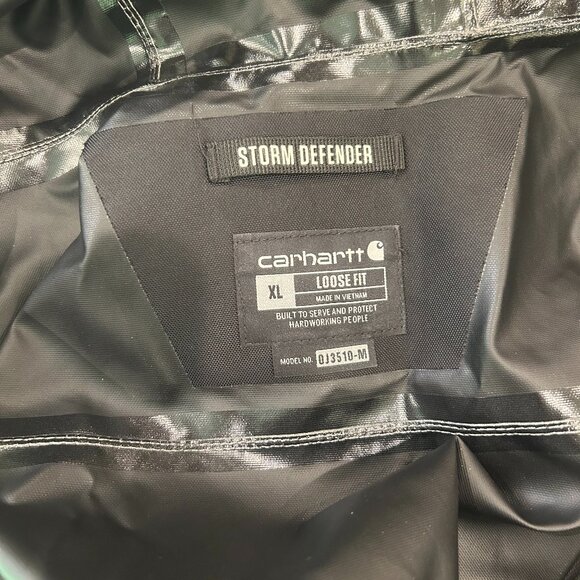 STORM DEFENDER
carhartt
XL LOOSE FIT
MADE IN VIETNAM
BUILT TO SERVE AND PROTECT
HARDWORKING PEOPLE
MODEL NO. OJ3510-M